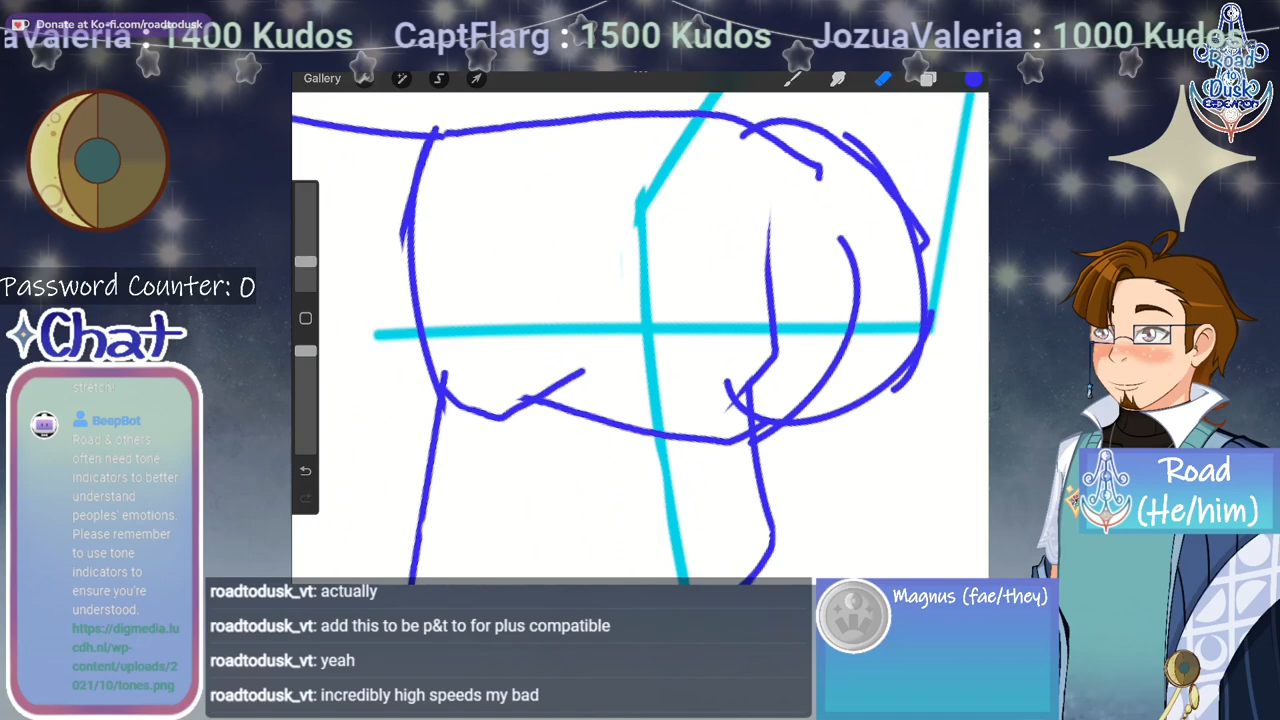 Donate at Ko-fi.com/roadtodusk
aValeria : 1400 Kudos CaptFlarg : 1500 Kudos JozuaValeria : 1000 Kudos
Road
to
Dusk
Gallery
Password Counter: 0
Chat
stretch!
BeepBot
Road & others
often need tone
indicators to better
understand
peoples' emotions.
Please remember
to use tone
indicators to
ensure you're
understood.
https://digmedia.lu
cdh.nl/wp-
content/uploads/2
021/10/tones.png
roadtodusk_vt: actually
roadtodusk_vt: add this to be p&t to for plus compatible
roadtodusk_vt: yeah
roadtodusk_vt: incredibly high speeds my bad
Magnus (fae/they)
Road
(He/him)